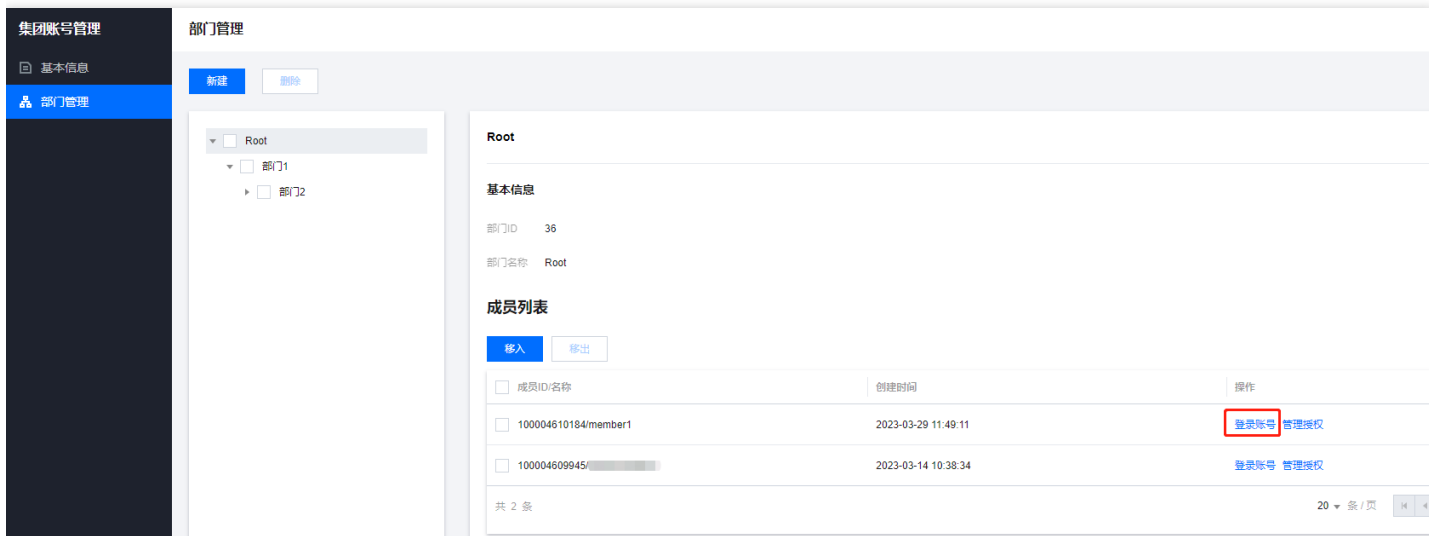 集团账号管理
部门管理
基本信息
部门管理
新建 删除
Root
部门1
部门2
Root
基本信息
部门ID 36
部门名称 Root
成员列表
移入 移出
成员ID/名称 创建时间 操作
100004610184/member1 2023-03-29 11:49:11 登录账号 管理授权
100004609945/ 2023-03-14 10:38:34 登录账号 管理授权
共 2 条 20 条 / 页